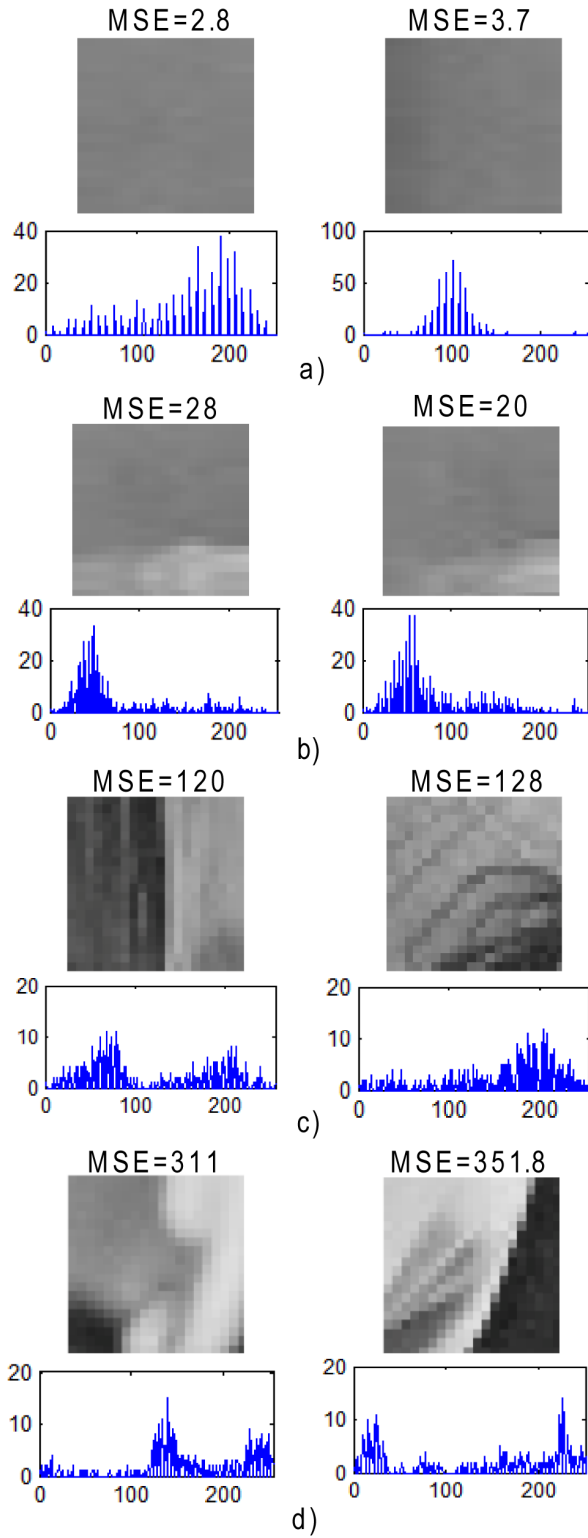 MSE=2.8 MSE=3.7
40 100
20 50
0 0
0 100 200 0 100 200
a)
MSE=28 MSE=20
40 40
20 20
0 0
0 100 200 0 100 200
b)
MSE=120 MSE=128
20 20
10 10
0 0
0 100 200 0 100 200
c)
MSE=311 MSE=351.8
20 20
10 10
0 0
0 100 200 0 100 200
d)